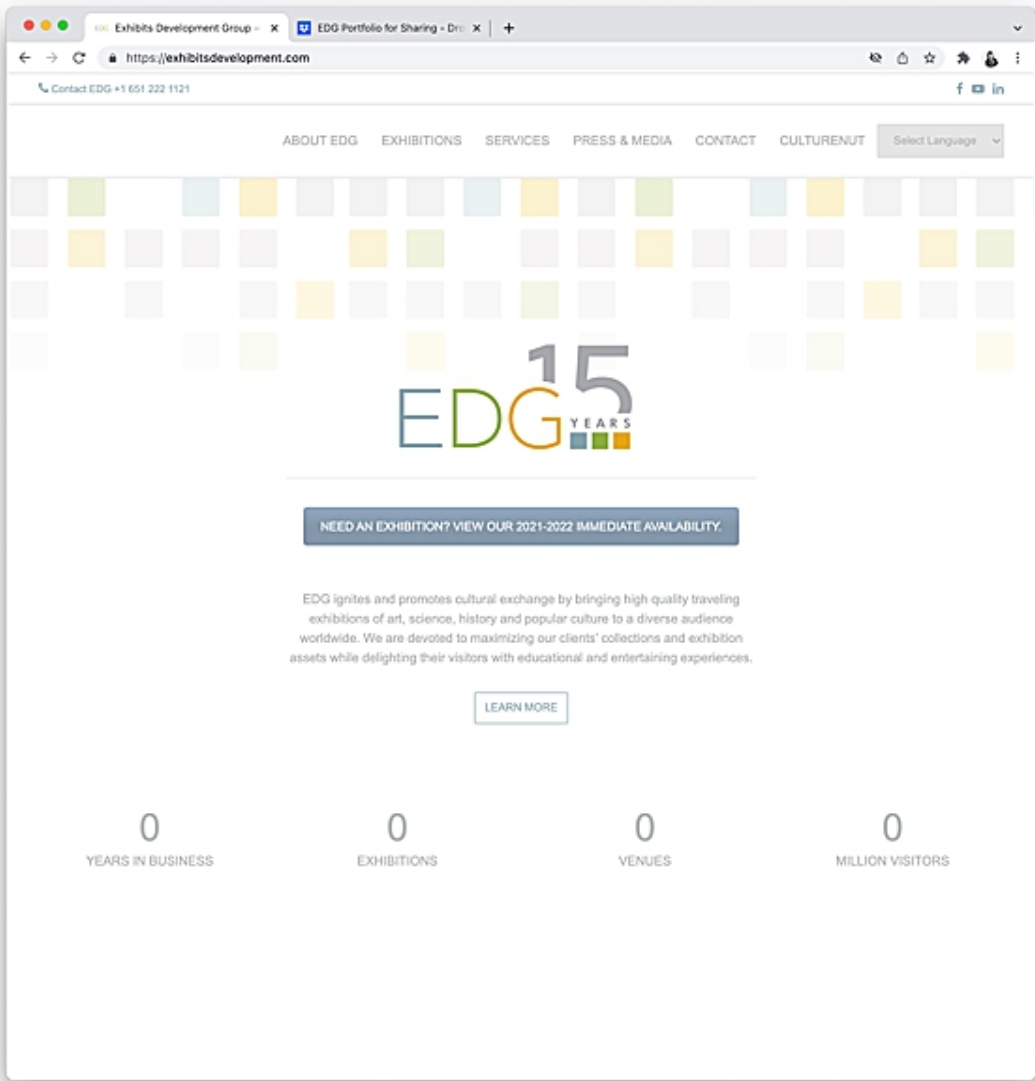 Exhibits Development Group -
EDG Portfolio for Sharing - Dro
https://exhibitsdevelopment.com
Contact EDG +1 651 222 1121
f
in
ABOUT EDG EXHIBITIONS SERVICES PRESS & MEDIA CONTACT CULTURENUT Select Language
EDG 15
YEARS
NEED AN EXHIBITION? VIEW OUR 2021-2022 IMMEDIATE AVAILABILITY.
EDG ignites and promotes cultural exchange by bringing high quality traveling
exhibitions of art, science, history and popular culture to a diverse audience
worldwide. We are devoted to maximizing our clients' collections and exhibition
assets while delighting their visitors with educational and entertaining experiences.
LEARN MORE
0 0 0 0
YEARS IN BUSINESS EXHIBITIONS VENUES MILLION VISITORS